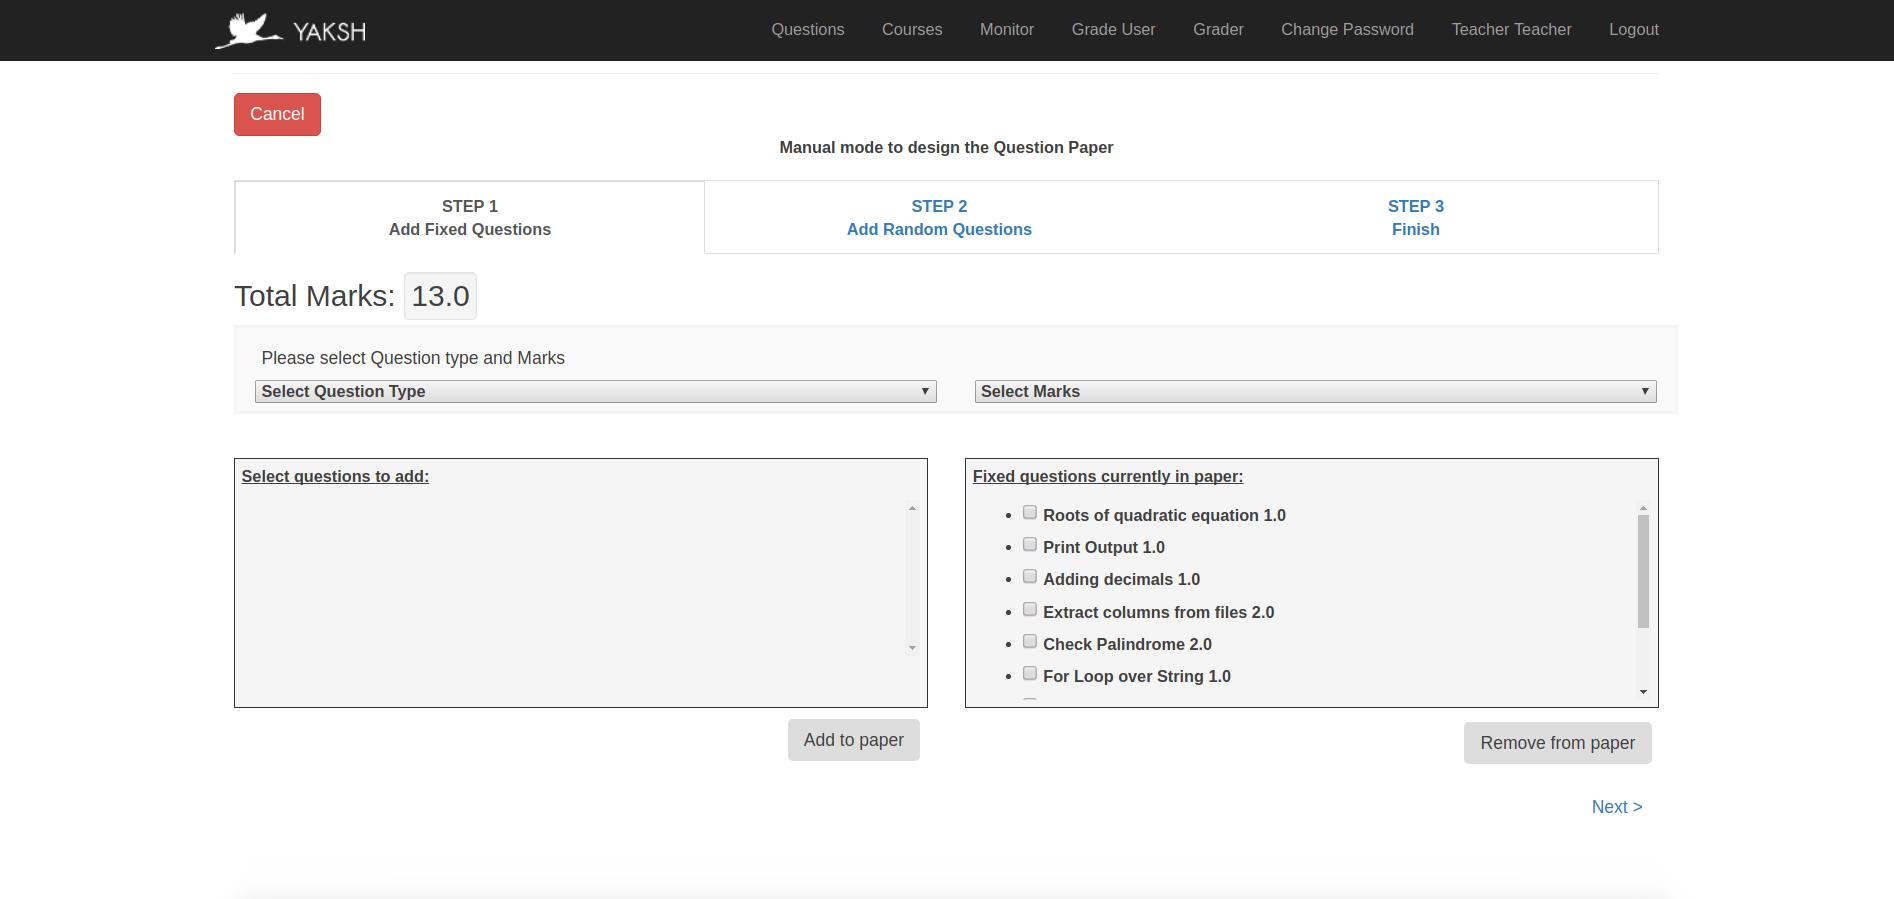 YAKSH
Questions Courses Monitor Grade User Grader Change Password Teacher Teacher Logout
Cancel
Manual mode to design the Question Paper
STEP 1
Add Fixed Questions
STEP 2
Add Random Questions
STEP 3
Finish
Total Marks: 13.0
Please select Question type and Marks
Select Question Type
Select Marks
Select questions to add:
Fixed questions currently in paper:
Roots of quadratic equation 1.0
Print Output 1.0
Adding decimals 1.0
Extract columns from files 2.0
Check Palindrome 2.0
For Loop over String 1.0
Add to paper
Remove from paper
Next >